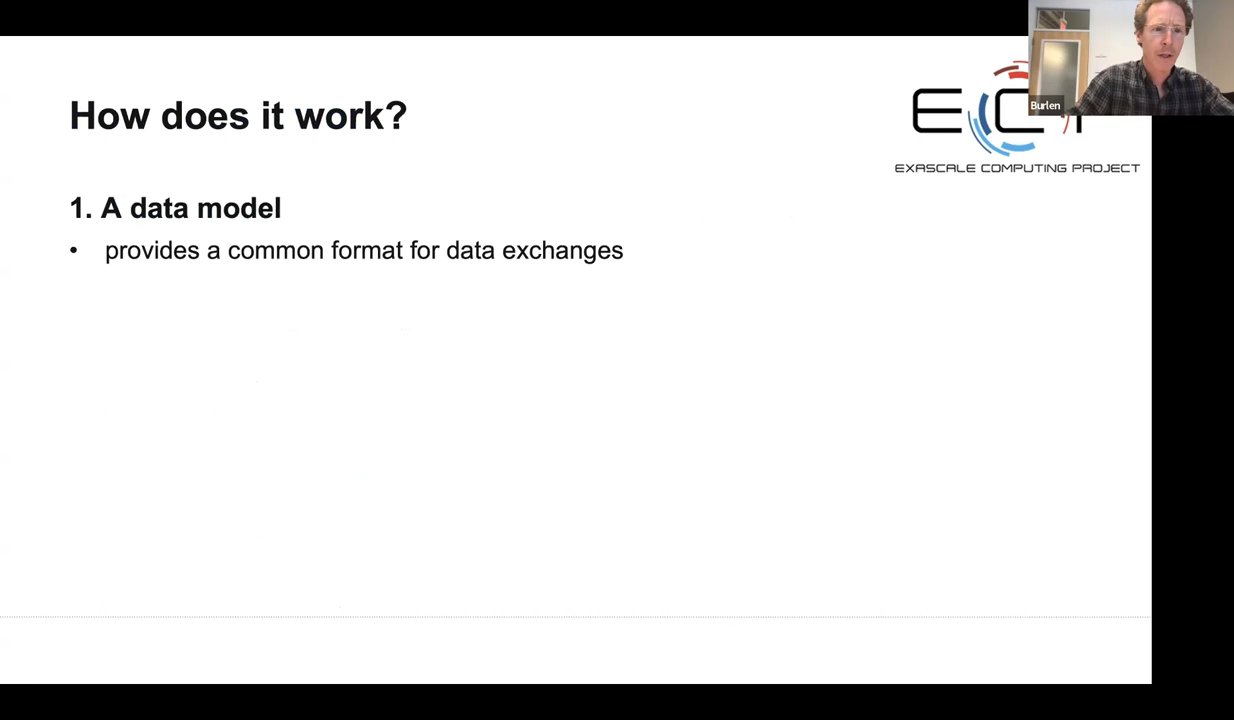 How does it work?
Burlen
EXASCALE COMPUTING PROJECT
1. A data model
• provides a common format for data exchanges